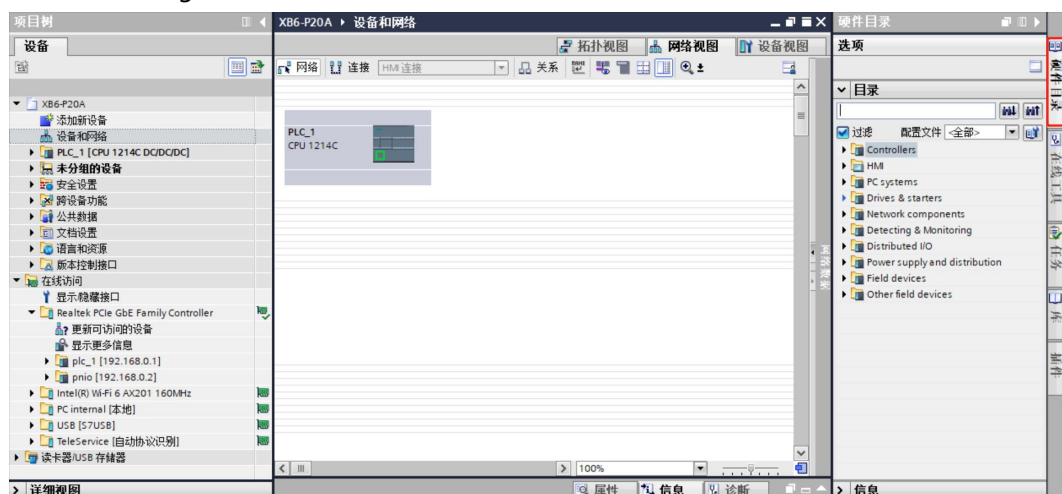 项目树
XB6-P20A ▸ 设备和网络
硬件目录
设备
拓扑视图
网络视图
设备视图
选项
网络
连接
HMI 连接
关系
XB6-P20A
添加新设备
设备和网络
PLC_1 [CPU 1214C DC/DC/DC]
未分组的设备
安全设置
跨设备功能
公共数据
文档设置
语言和资源
版本控制接口
在线访问
显示/隐藏接口
Realtek PCIe GbE Family Controller
更新可访问的设备
显示更多信息
plc_1 [192.168.0.1]
pnio [192.168.0.2]
Intel(R) Wi-Fi 6 AX201 160MHz
PC internal [本地]
USB [S7USB]
TeleService [自动协议识别]
读卡器/USB 存储器
详细视图
PLC_1
CPU 1214C
网络数据
100%
属性
信息
诊断
目录
过滤
配置文件
<全部>
Controllers
HMI
PC systems
Drives & starters
Network components
Detecting & Monitoring
Distributed I/O
Power supply and distribution
Field devices
Other field devices
信息
硬件目录
在线工具
任务
库
插件